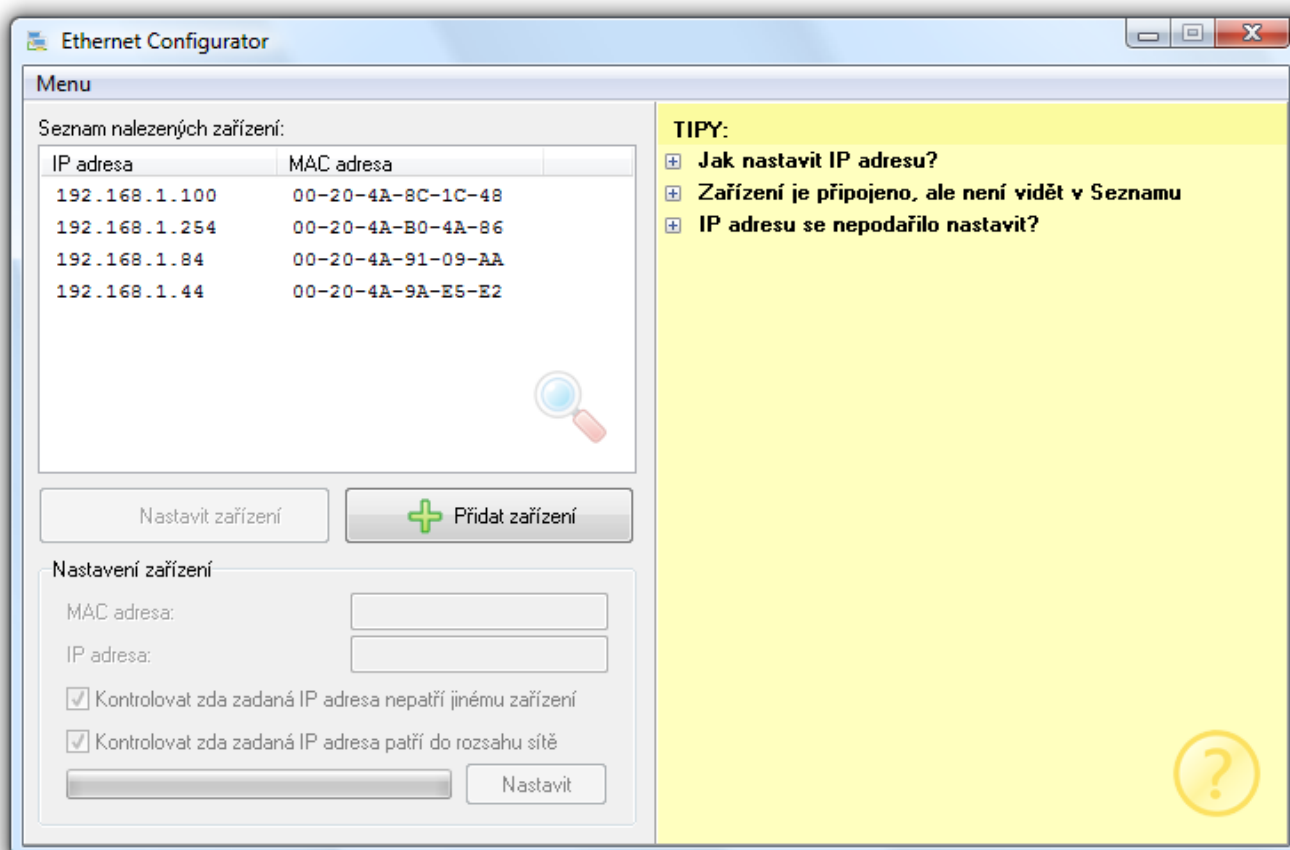 Ethernet Configurator
Menu
Seznam nalezených zařízení:
IP adresa MAC adresa
192.168.1.100 00-20-4A-8C-1C-48
192.168.1.254 00-20-4A-B0-4A-86
192.168.1.84 00-20-4A-91-09-AA
192.168.1.44 00-20-4A-9A-E5-E2
Nastavit zařízení
Přidat zařízení
Nastavení zařízení
MAC adresa:
IP adresa:
Kontrolovat zda zadaná IP adresa nepatří jinému zařízení
Kontrolovat zda zadaná IP adresa patří do rozsahu sítě
Nastavit
TIPY:
Jak nastavit IP adresu?
Zařízení je připojeno, ale není vidět v Seznamu
IP adresu se nepodařilo nastavit?